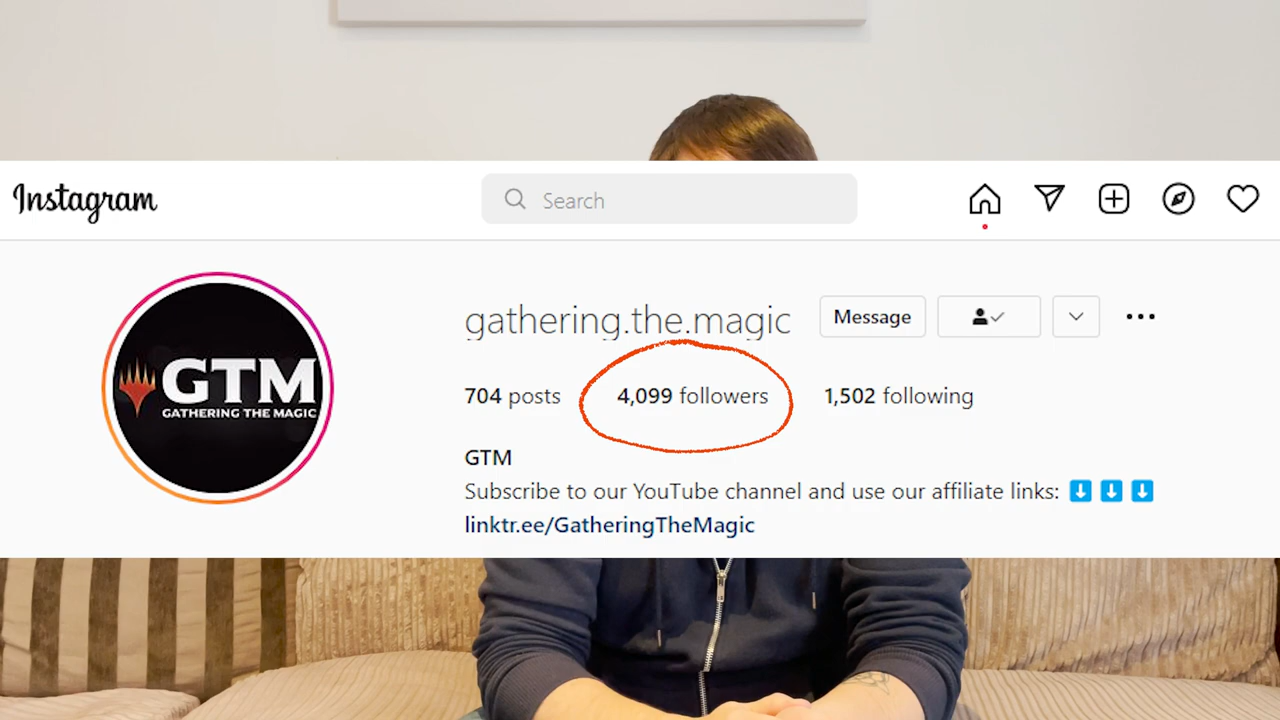 Instagram
Search
gathering.the.magic Message
704 posts 4,099 followers 1,502 following
GTM
GATHERING THE MAGIC
GTM
Subscribe to our YouTube channel and use our affiliate links:
linktr.ee/GatheringTheMagic